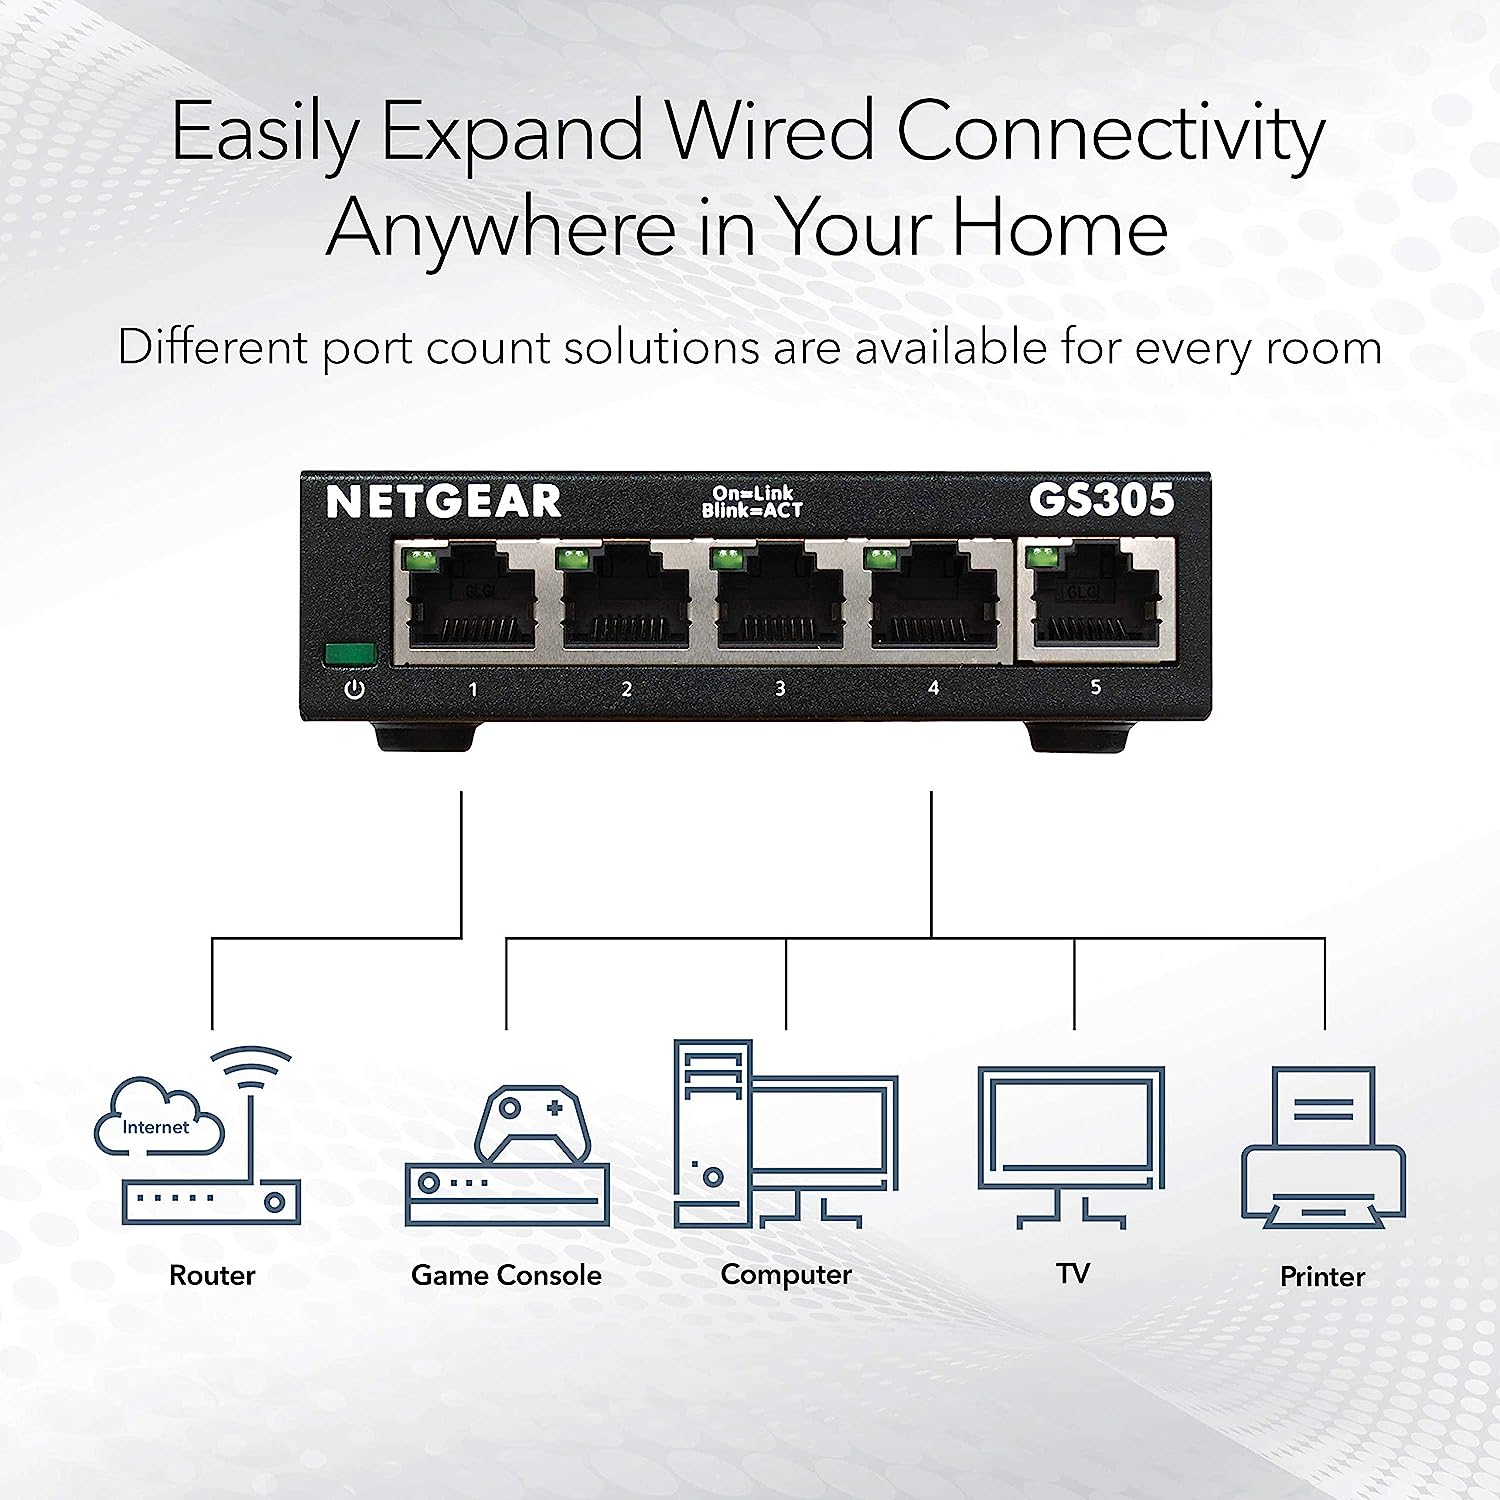 Easily Expand Wired Connectivity
Anywhere in Your Home
Different port count solutions are available for every room
NETGEAR
On=Link
Blink=ACT
GS305
1 2 3 4 5
Internet
Router
Game Console
Computer
TV
Printer